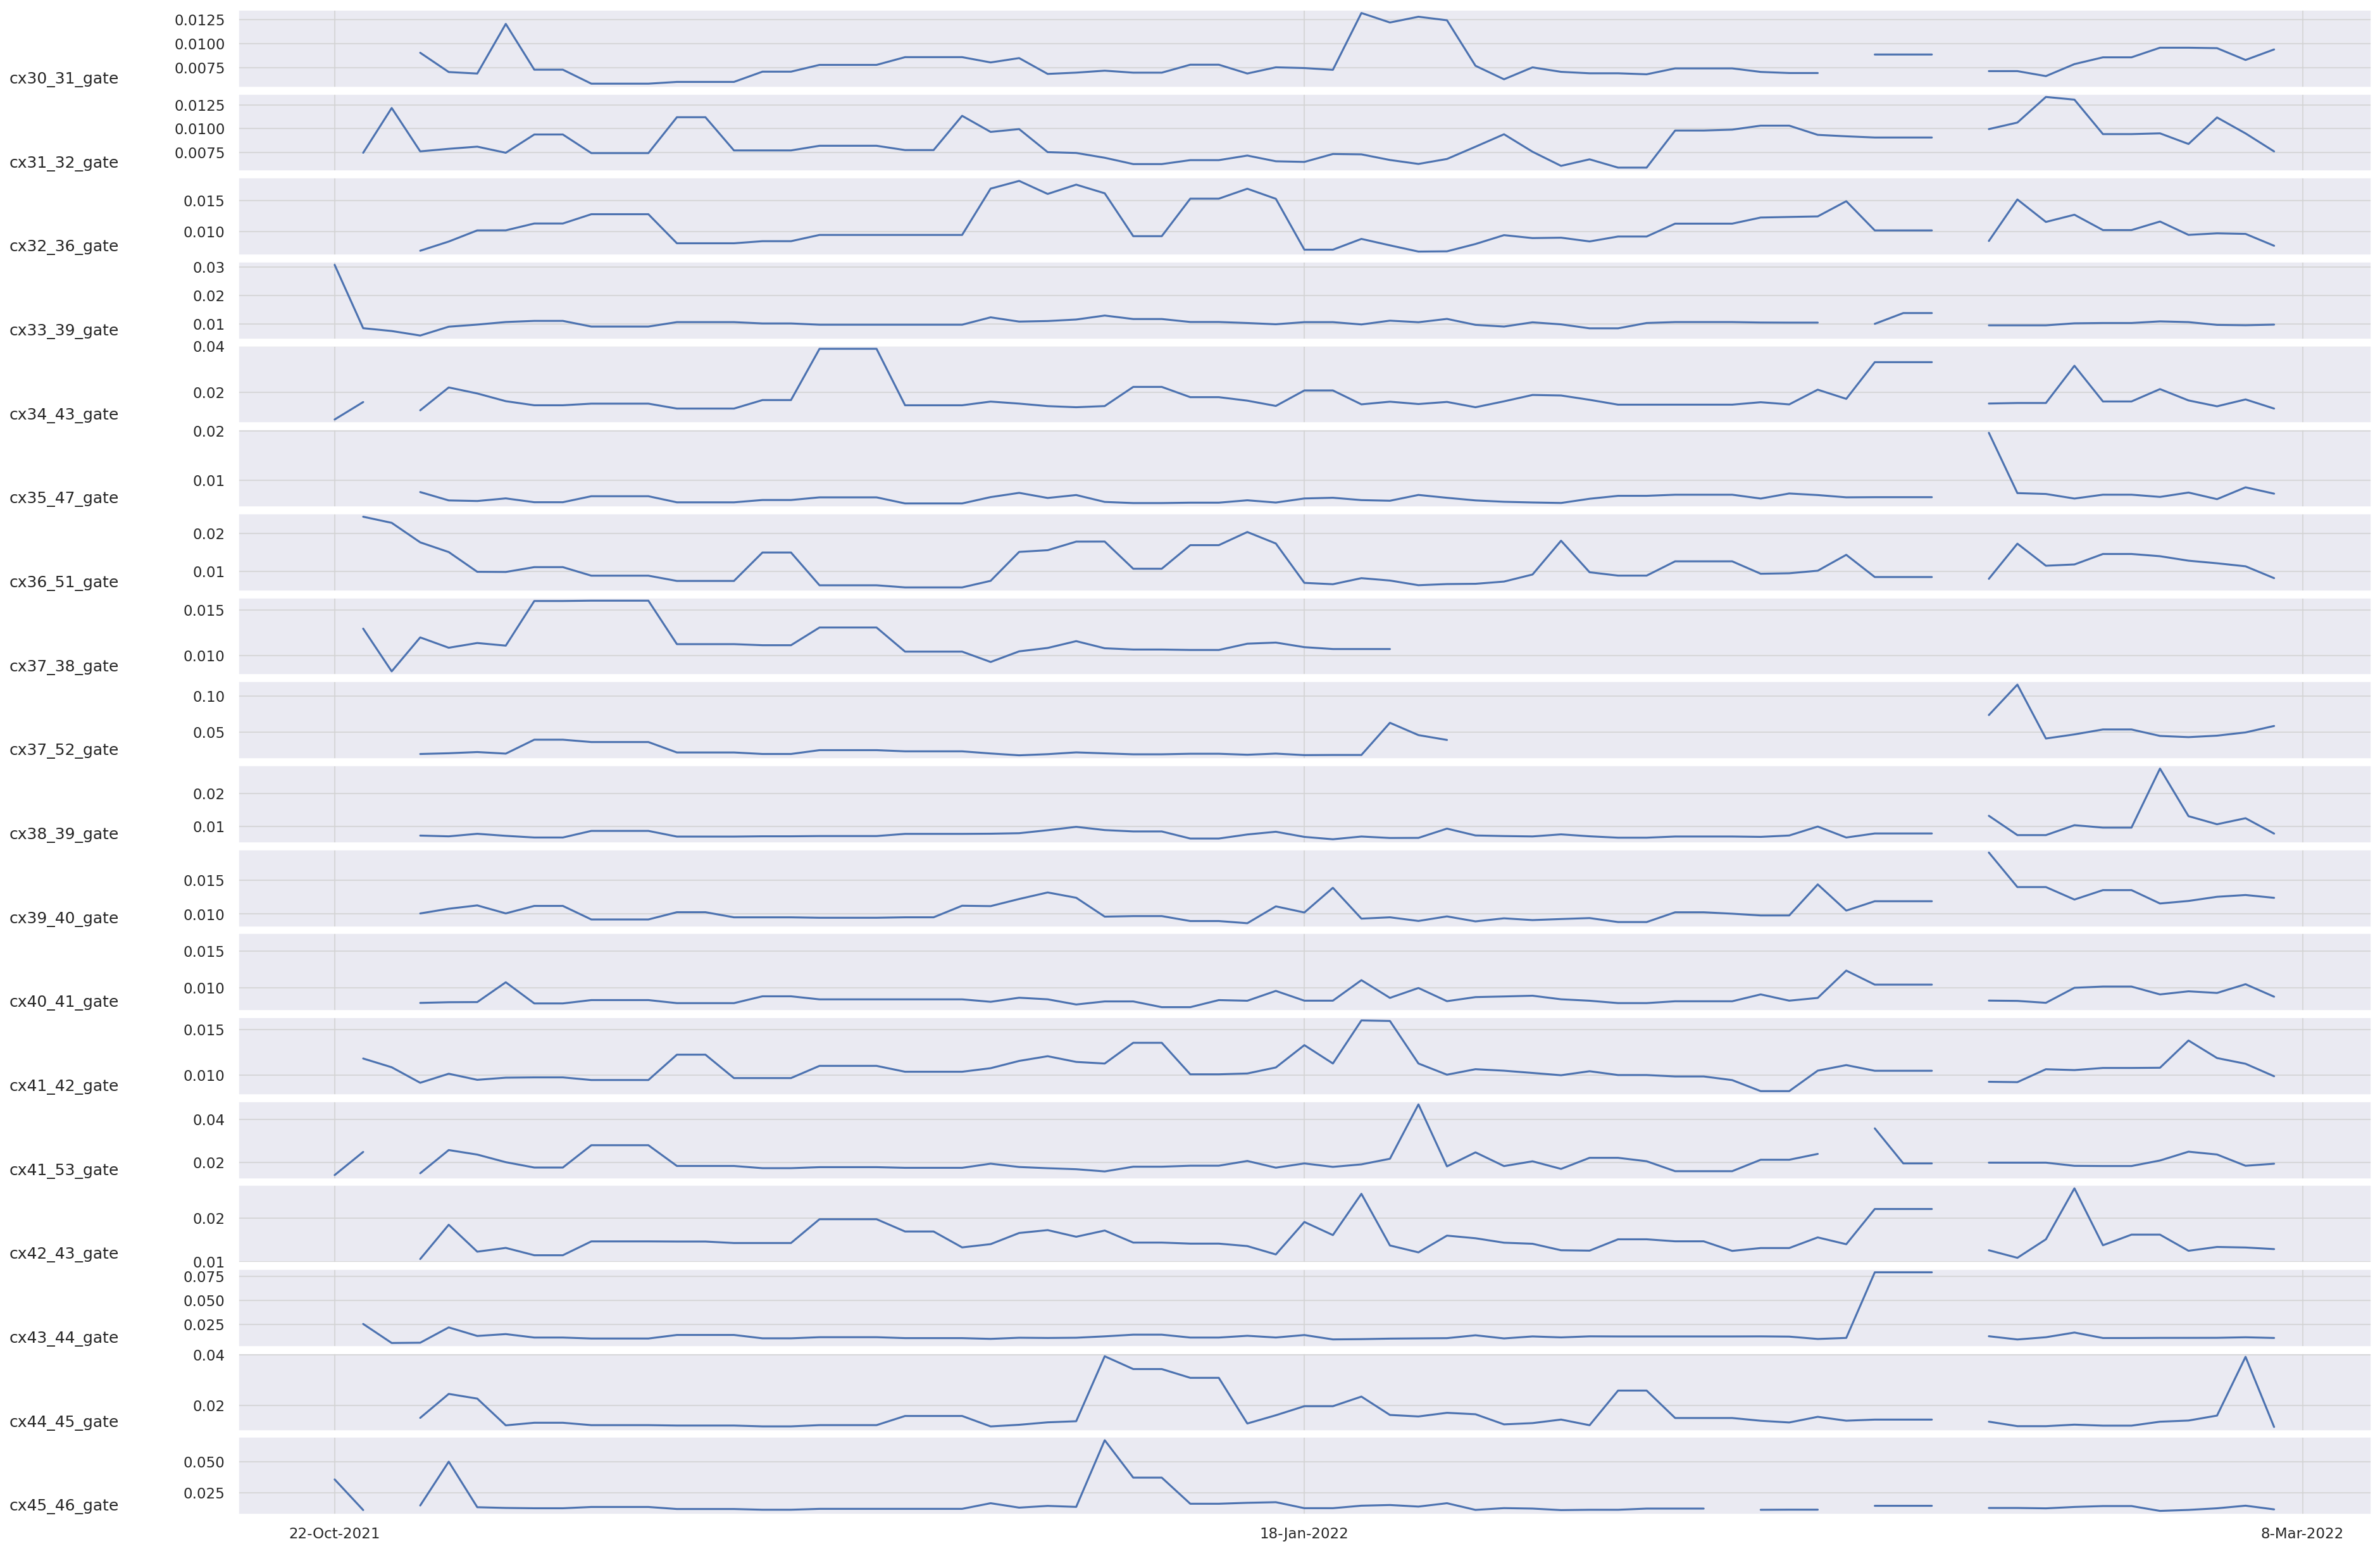 0.0125
0.0100
0.0075
cx30_31_gate
0.0125
0.0100
0.0075
cx31_32_gate
0.015
0.010
cx32_36_gate
0.03
0.02
0.01
cx33_39_gate
0.04
0.02
cx34_43_gate
0.02
0.01
cx35_47_gate
0.02
0.01
cx36_51_gate
0.015
0.010
cx37_38_gate
0.10
0.05
cx37_52_gate
0.02
0.01
cx38_39_gate
0.015
0.010
cx39_40_gate
0.015
0.010
cx40_41_gate
0.015
0.010
cx41_42_gate
0.04
0.02
cx41_53_gate
0.02
0.01
cx42_43_gate
0.075
0.050
0.025
cx43_44_gate
0.04
0.02
cx44_45_gate
0.050
0.025
cx45_46_gate
22-Oct-2021 18-Jan-2022 8-Mar-2022